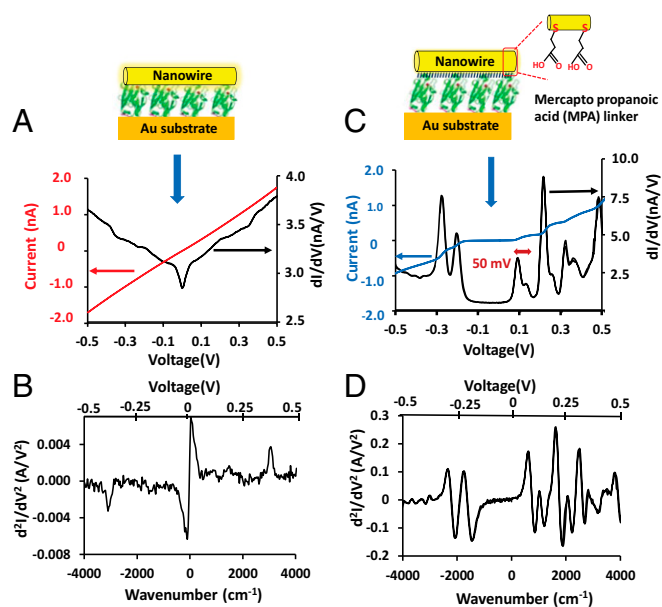 Nanowire
Au substrate
A
2.0
1.0
0
-1.0
-2.0
Current (nA)
4.0
3.5
3.1
2.6
dI/dV(nA/V)
-0.5
-0.3
-0.1
0.1
0.3
0.5
Voltage(V)
B
Voltage(V)
-0.5
-0.25
0
0.25
0.5
0.004
0.000
-0.004
-0.008
d²I/dV² (A/V²)
-4000
-2000
0
2000
4000
Wavenumber (cm⁻¹)
C
Nanowire
Au substrate
S
S
HO
O
HO
O
Mercapto propanoic
acid (MPA) linker
2.0
1.0
0
-1.0
2.0
Current (nA)
50 mV
10.0
7.5
5.0
2.5
dI/dV(nA/V)
-0.5
-0.3
-0.1
0.1
0.3
0.5
Voltage(V)
D
Voltage(V)
-0.5
-0.25
0
0.25
0.5
0.3
0.2
0.1
0
-0.1
-0.2
d²I/dV² (A/V²)
-4000
-2000
0
2000
4000
Wavenumber (cm⁻¹)